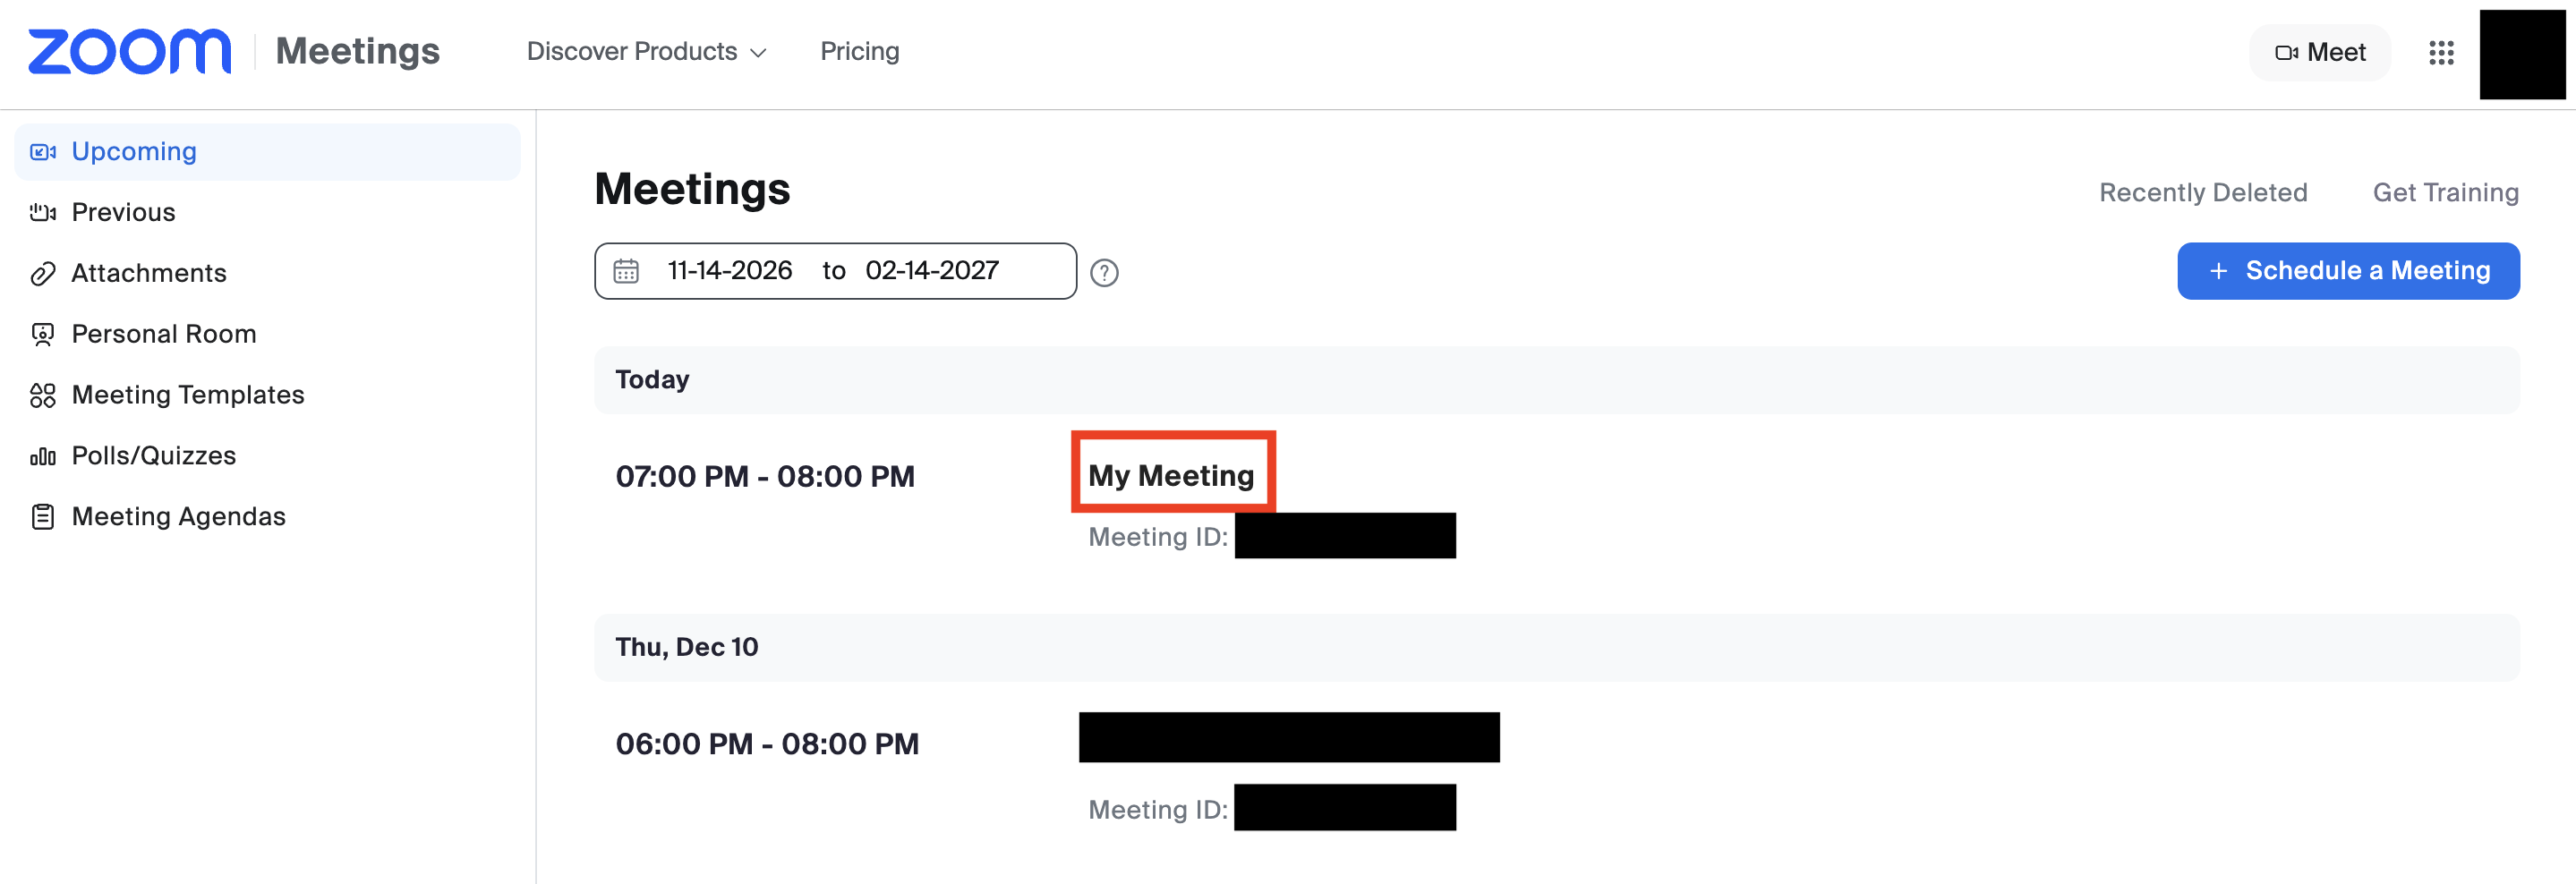 zoom Meetings Discover Products Pricing Meet
Upcoming
Previous
Attachments
Personal Room
Meeting Templates
Polls/Quizzes
Meeting Agendas
Meetings
Recently Deleted Get Training
11-14-2026 to 02-14-2027 ?
+ Schedule a Meeting
Today
07:00 PM - 08:00 PM My Meeting
Meeting ID:
Thu, Dec 10
06:00 PM - 08:00 PM
Meeting ID: